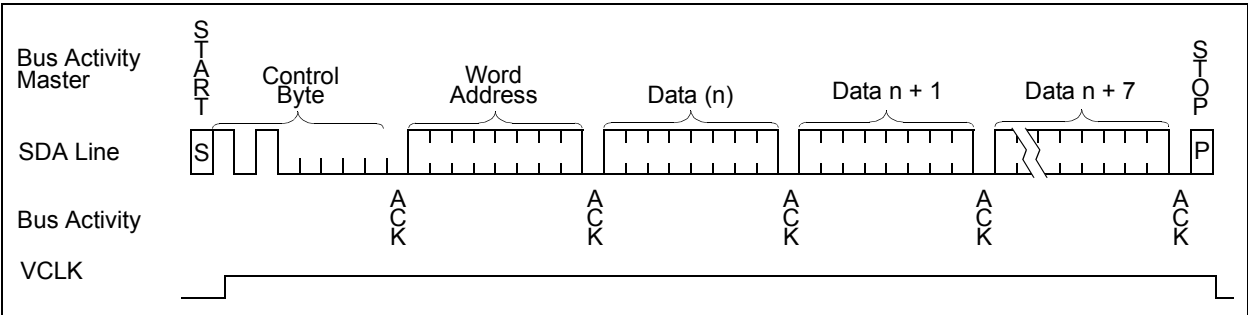 Bus Activity
Master
START
Control
Byte
Word
Address
Data (n)
Data n + 1
Data n + 7
STOP
SDA Line
S
P
Bus Activity
ACK
ACK
ACK
ACK
ACK
VCLK